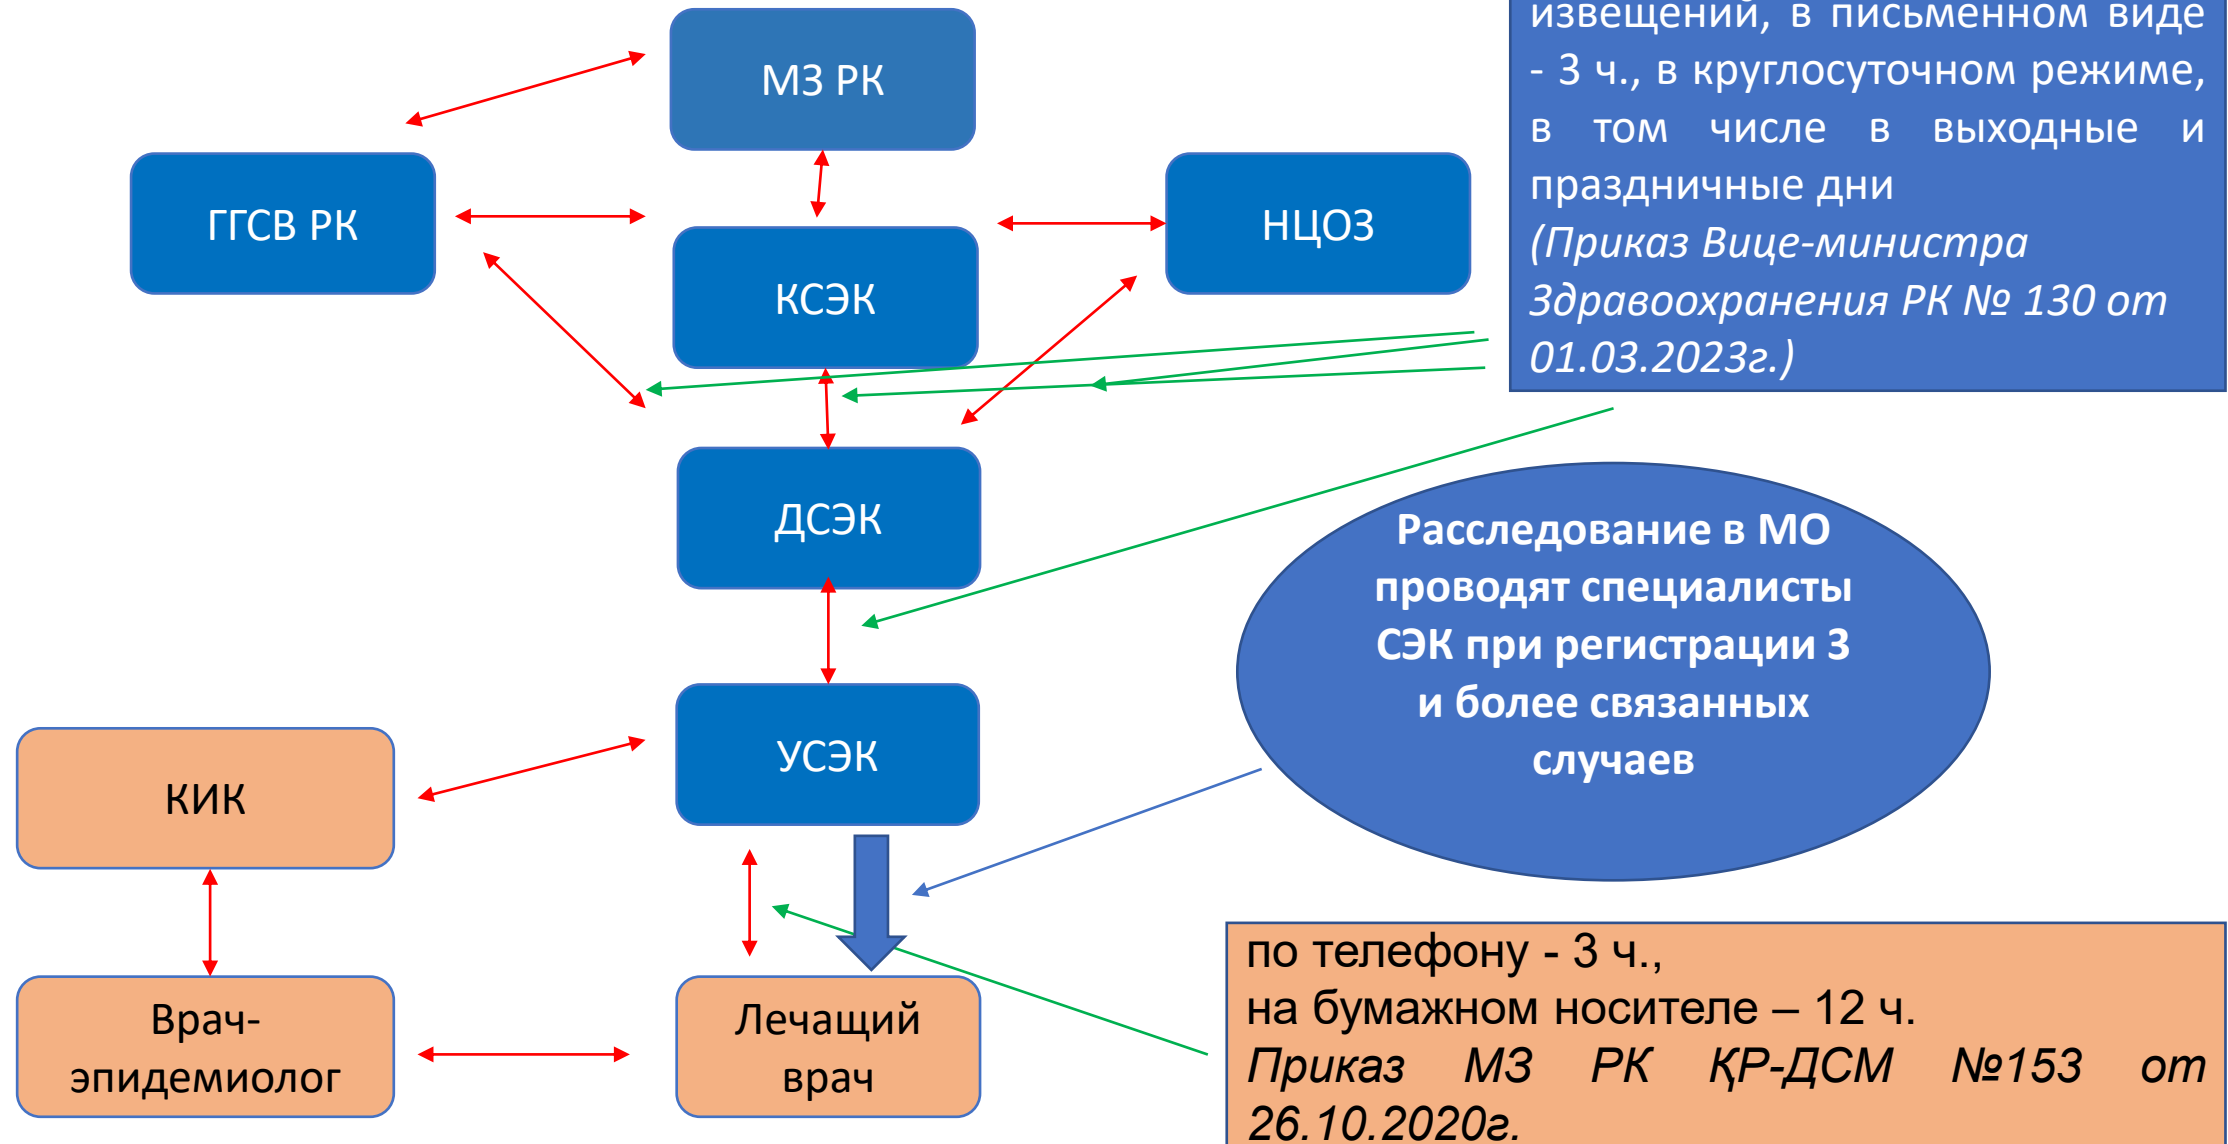 извещений, в письменном виде
- 3 ч., в круглосуточном режиме,
в том числе в выходные и
праздничные дни
(Приказ Вице-министра
Здравоохранения РК № 130 от
01.03.2023г.)
МЗ РК
ГГСВ РК
НЦОЗ
КСЭК
ДСЭК
Расследование в МО
проводят специалисты
СЭК при регистрации 3
и более связанных
случаев
УСЭК
КИК
Врач-
эпидемиолог
Лечащий
врач
по телефону - 3 ч.,
на бумажном носителе – 12 ч.
Приказ МЗ РК ҚР-ДСМ №153 от
26.10.2020г.